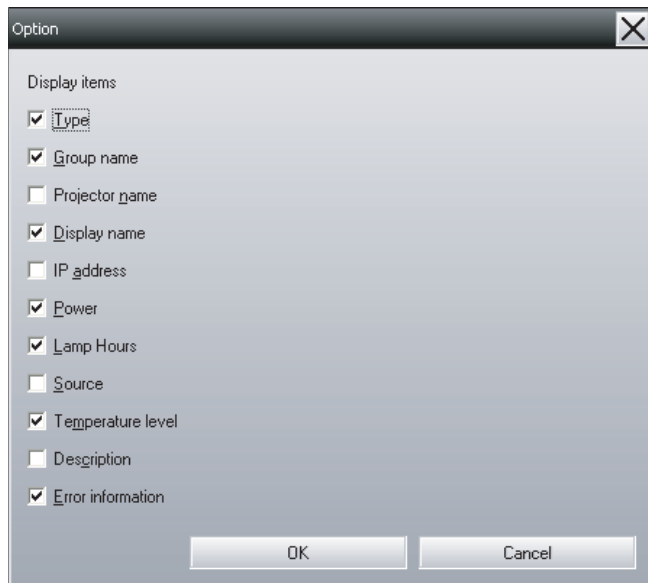 Option
Display items
Type
Group name
Projector name
Display name
IP address
Power
Lamp Hours
Source
Temperature level
Description
Error information
OK Cancel